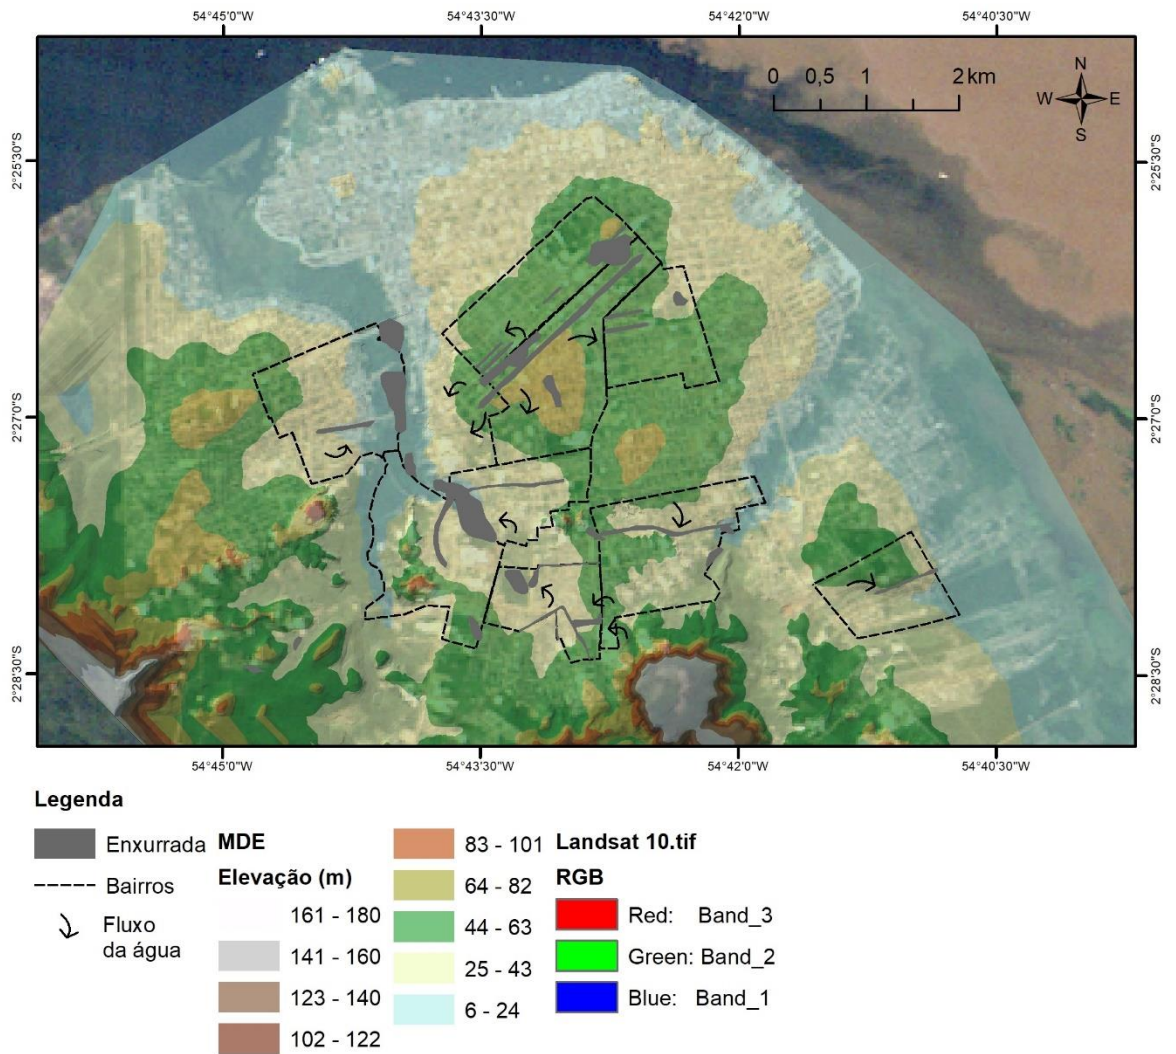 54°45'0"W
54°43'30"W
54°42'0"W
54°40'30"W
0 0,5 1 2 km
N
W E
S
2°25'30"S
2°25'30"S
2°27'0"S
2°27'0"S
2°28'30"S
2°28'30"S
54°45'0"W
54°43'30"W
54°42'0"W
54°40'30"W
Legenda
Enxurrada
Bairros
Fluxo
da água
MDE
Elevação (m)
161 - 180
141 - 160
123 - 140
102 - 122
83 - 101
64 - 82
44 - 63
25 - 43
6 - 24
Landsat 10.tif
RGB
Red: Band_3
Green: Band_2
Blue: Band_1